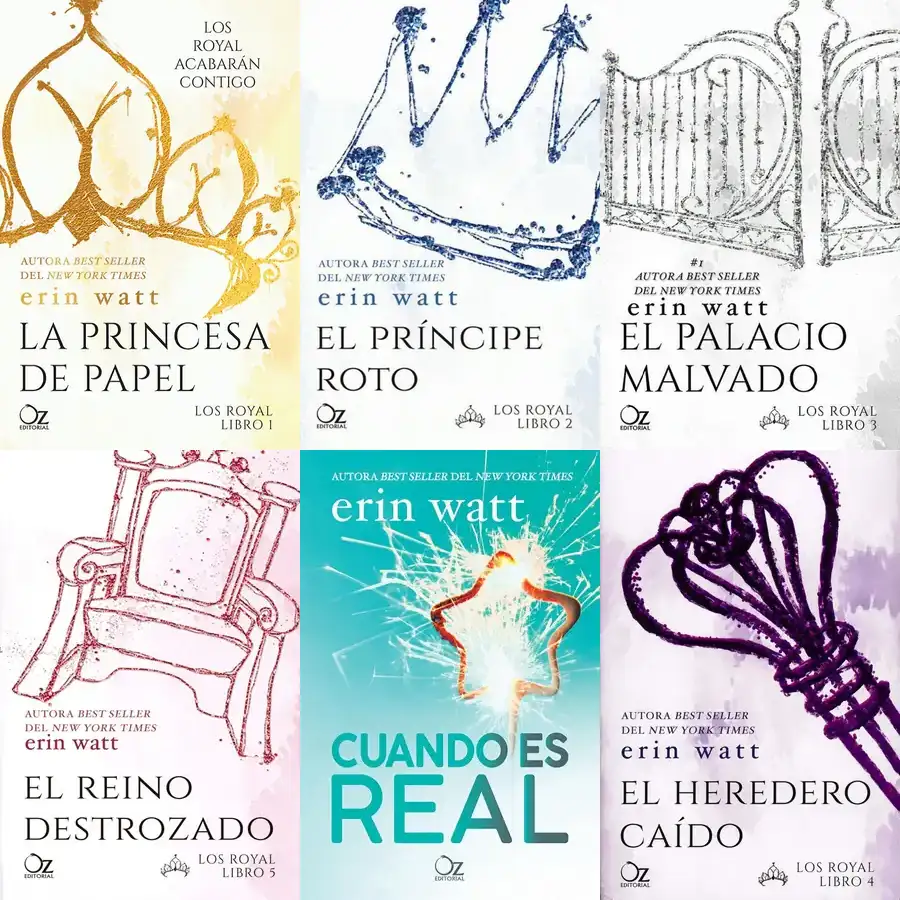 LOS
ROYAL
ACABARÁN
CONTIGO
AUTORA BEST SELLER
DEL NEW YORK TIMES
erin watt
LA PRINCESA
DE PAPEL
OZ
EDITORIAL
LOS ROYAL
LIBRO 1
AUTORA BEST SELLER
DEL NEW YORK TIMES
erin watt
EL PRÍNCIPE
ROTO
OZ
EDITORIAL
LOS ROYAL
LIBRO 2
#1
AUTORA BEST SELLER
DEL NEW YORK TIMES
erin watt
EL PALACIO
MALVADO
OZ
EDITORIAL
LOS ROYAL
LIBRO 3
AUTORA BEST SELLER
DEL NEW YORK TIMES
erin watt
EL REINO
DESTROZADO
OZ
EDITORIAL
LOS ROYAL
LIBRO 5
AUTORA BEST SELLER DEL NEW YORK TIMES
erin watt
CUANDO ES
REAL
OZ
EDITORIAL
AUTORA BEST SELLER
DEL NEW YORK TIMES
erin watt
EL HEREDERO
CAÍDO
OZ
EDITORIAL
LOS ROYAL
LIBRO 4